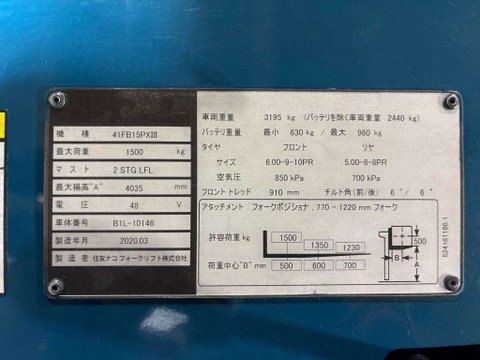 機 種 41FB15PXⅢ
最大荷重 1500 kg
マスト 2 STG LFL
最大揚高"A" 4035 mm
電 圧 48 V
車体番号 B1L-10146
製造年月 2020.03
製造者 住友ナコ フォークリフト株式会社
車両重量 3195 kg (バッテリを除く車両重量 2440 kg)
バッテリ重量 最小 630 kg / 最大 960 kg
タイヤ フロント リヤ
サイズ 6.00-9-10PR 5.00-8-8PR
空気圧 850 kPa 700 kPa
フロント トレッド 910 mm チルト角(前/後) 6°/ 6°
アタッチメント フォークポジショナ, 770 - 1220 mm フォーク
許容荷重 kg 1500 1350 1230
荷重中心"B" mm 500 600 700
500
B
A
524161186.1